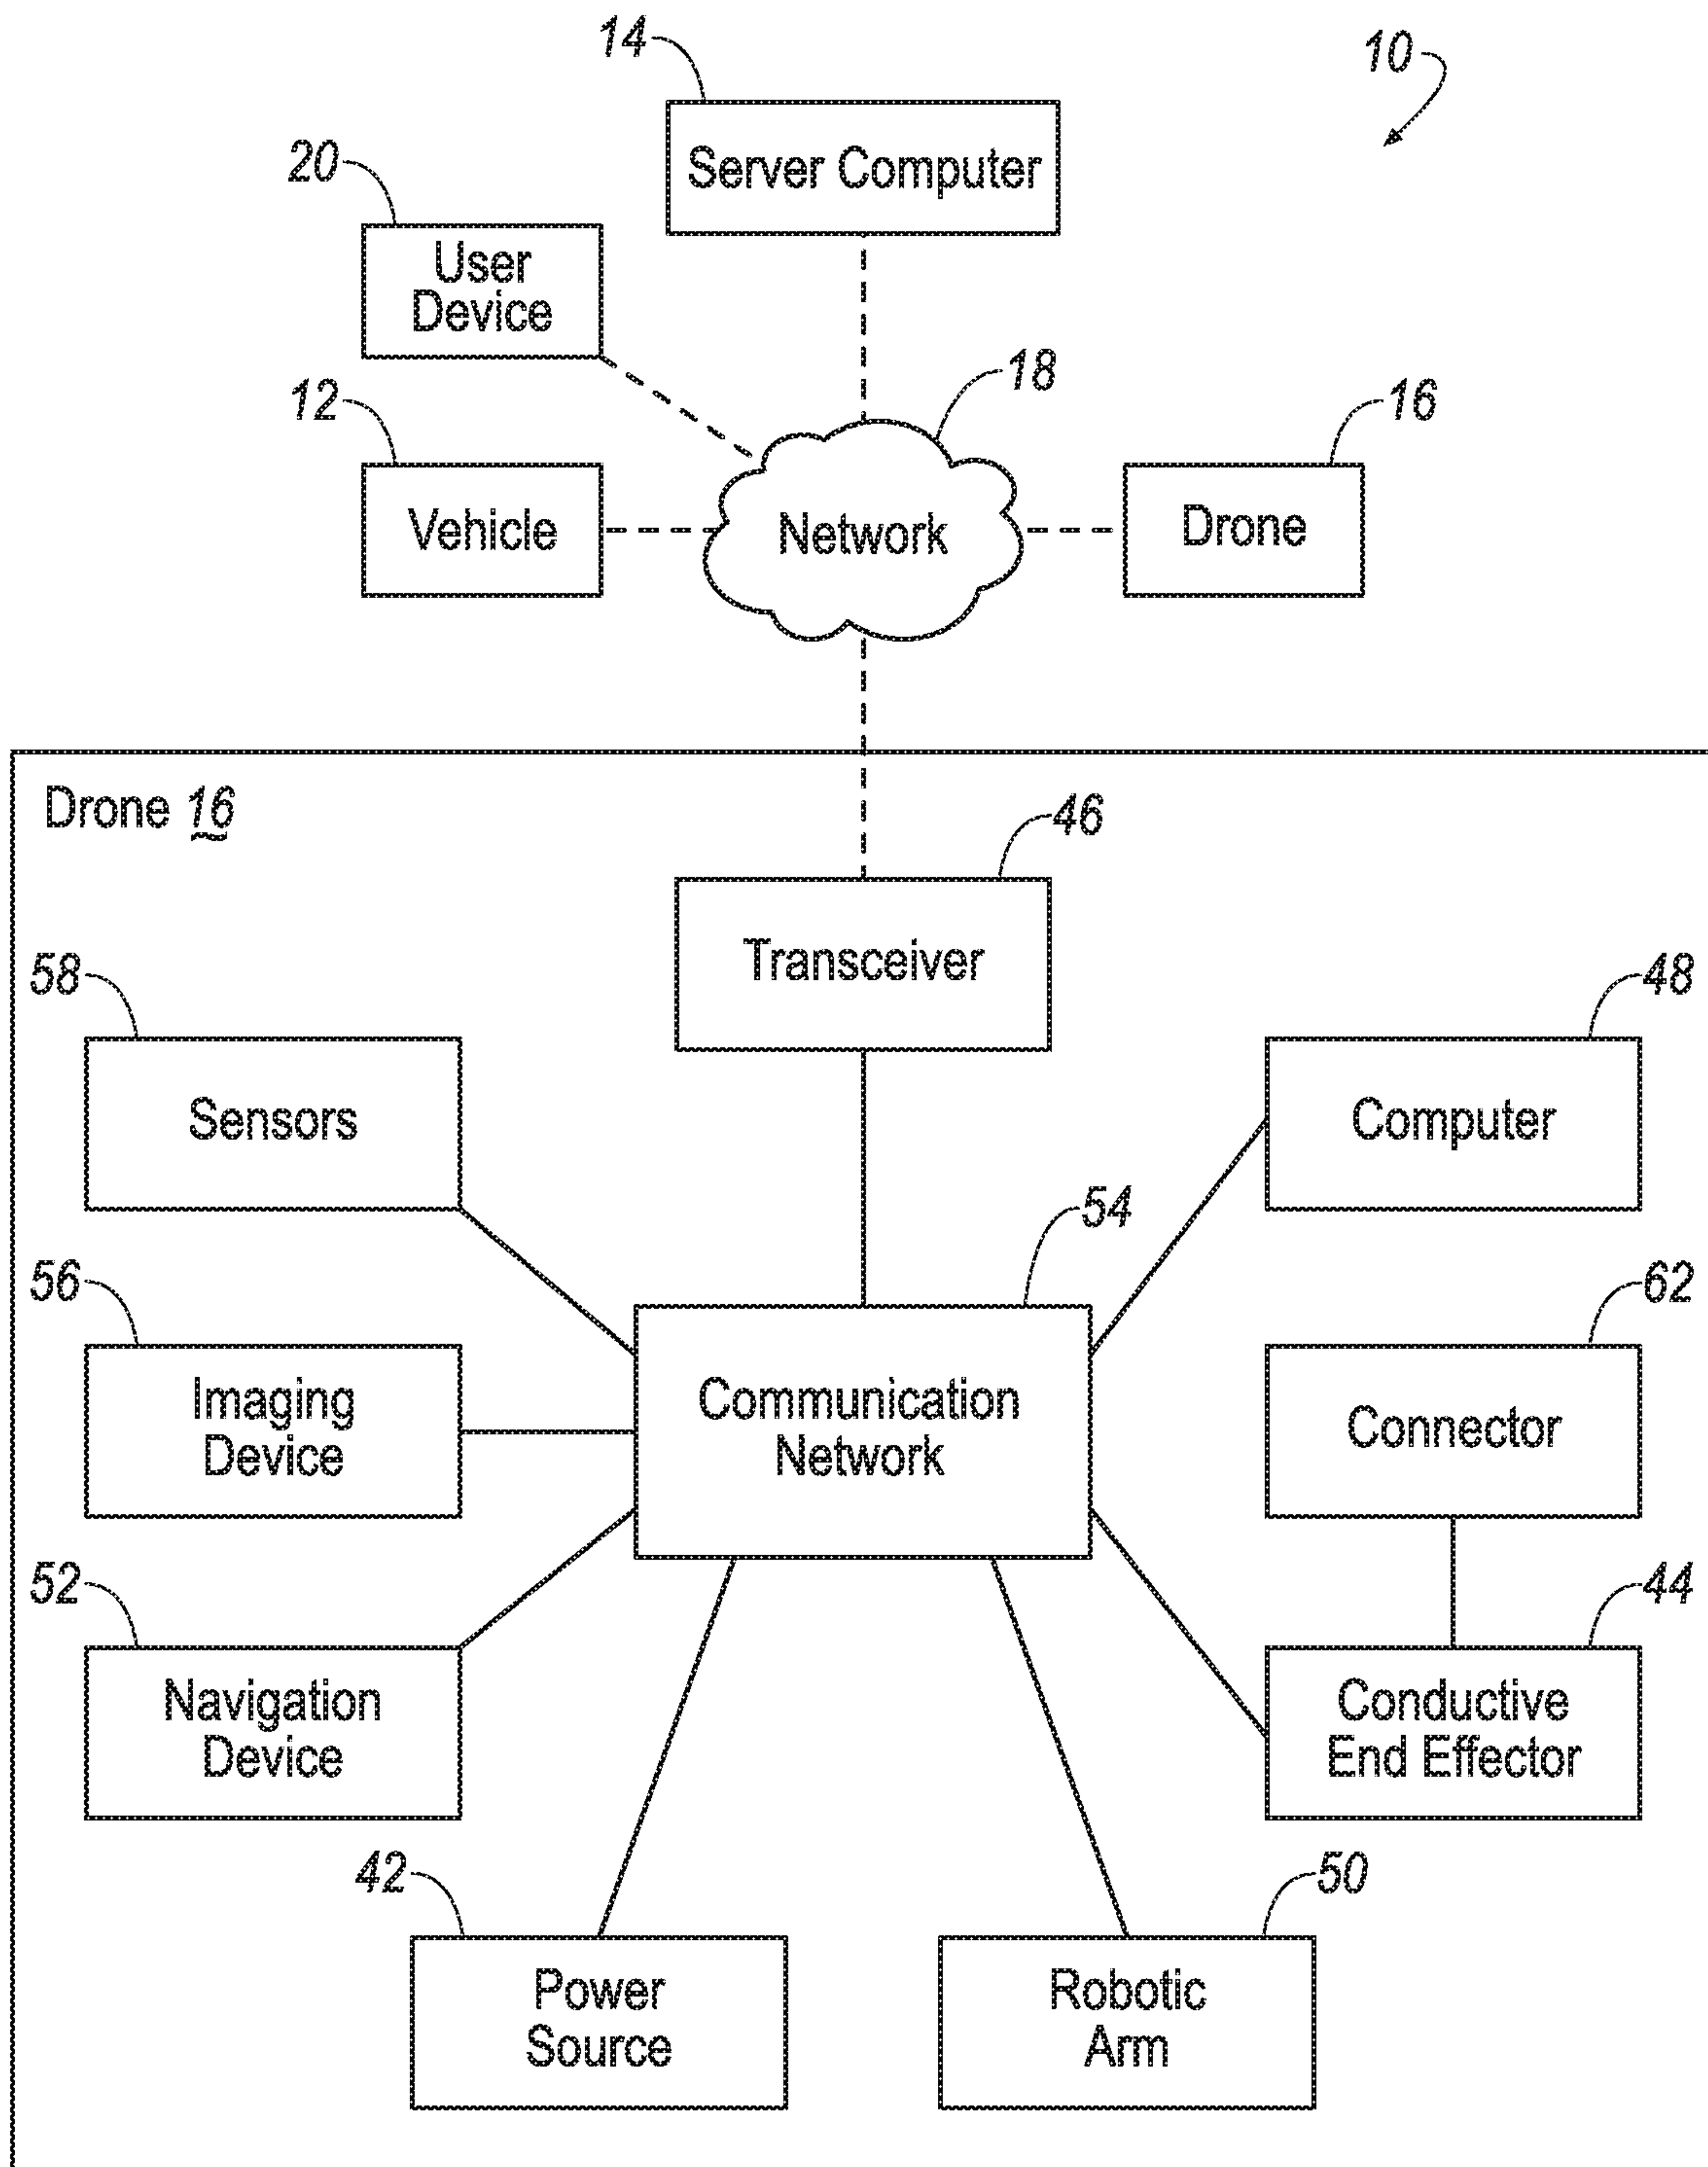 14
10
Server Computer
20
User
Device
18
12
16
Vehicle
Network
Drone
Drone 16
46
Transceiver
58
48
Sensors
Computer
54
56
62
Imaging
Device
Communication
Network
Connector
52
44
Navigation
Device
Conductive
End Effector
42
50
Power
Source
Robotic
Arm